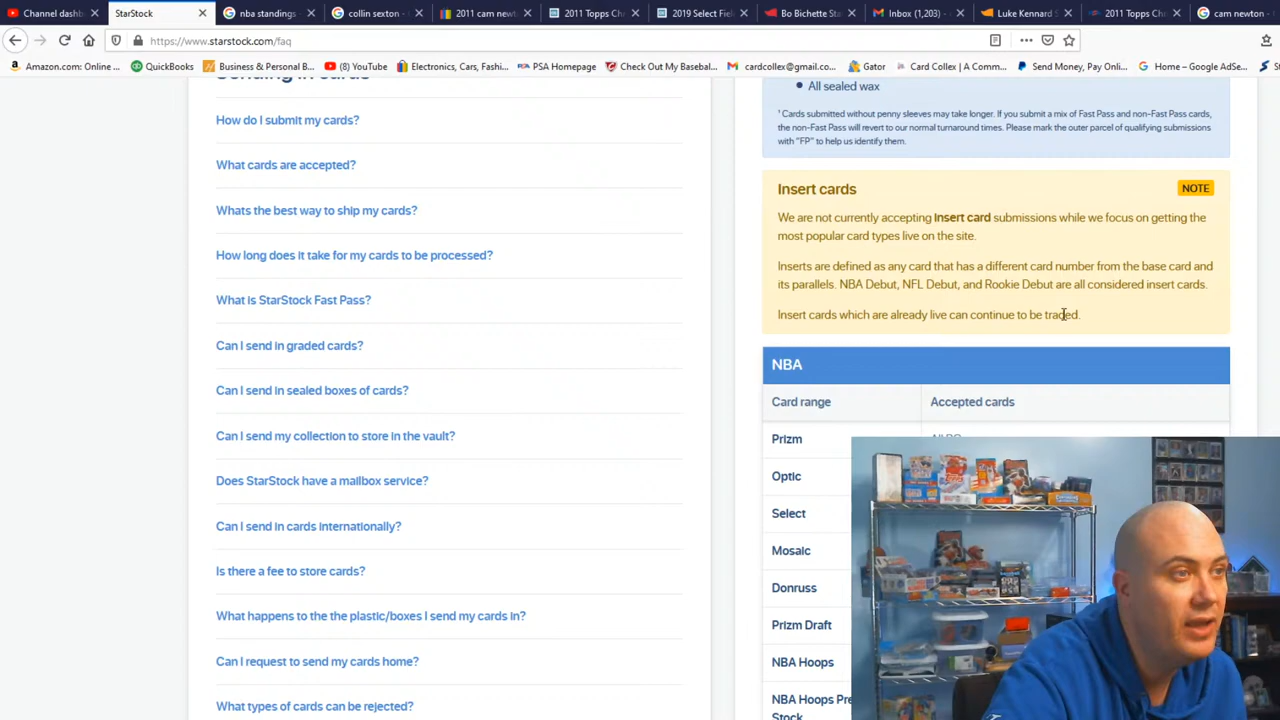 Channel dashb
StarStock
nba standings -
collin sexton -
2011 cam newt
2011 Topps Chr
2019 Select Fiel
Bo Bichette Sta
Inbox (1,203) -
Luke Kennard S
2011 Topps Ch
cam newton -
https://www.starstock.com/faq
Amazon.com: Online ...
QuickBooks
Business & Personal B...
(8) YouTube
Electronics, Cars, Fashi...
PSA Homepage
Check Out My Basebal...
cardcollex@gmail.co...
Gator
Card Collex | A Comm...
Send Money, Pay Onli...
Home – Google AdSe...
Sending in cards
How do I submit my cards?
What cards are accepted?
Whats the best way to ship my cards?
How long does it take for my cards to be processed?
What is StarStock Fast Pass?
Can I send in graded cards?
Can I send in sealed boxes of cards?
Can I send my collection to store in the vault?
Does StarStock have a mailbox service?
Can I send in cards internationally?
Is there a fee to store cards?
What happens to the the plastic/boxes I send my cards in?
Can I request to send my cards home?
What types of cards can be rejected?
All sealed wax
¹ Cards submitted without penny sleeves may take longer. If you submit a mix of Fast Pass and non-Fast Pass cards,
the non-Fast Pass will revert to our normal turnaround times. Please mark the outer parcel of qualifying submissions
with "FP" to help us identify them.
Insert cards
NOTE
We are not currently accepting insert card submissions while we focus on getting the
most popular card types live on the site.
Inserts are defined as any card that has a different card number from the base card and
its parallels. NBA Debut, NFL Debut, and Rookie Debut are all considered insert cards.
Insert cards which are already live can continue to be traded.
NBA
Card range
Accepted cards
Prizm
Optic
Select
Mosaic
Donruss
Prizm Draft
NBA Hoops
NBA Hoops Pre
Stock